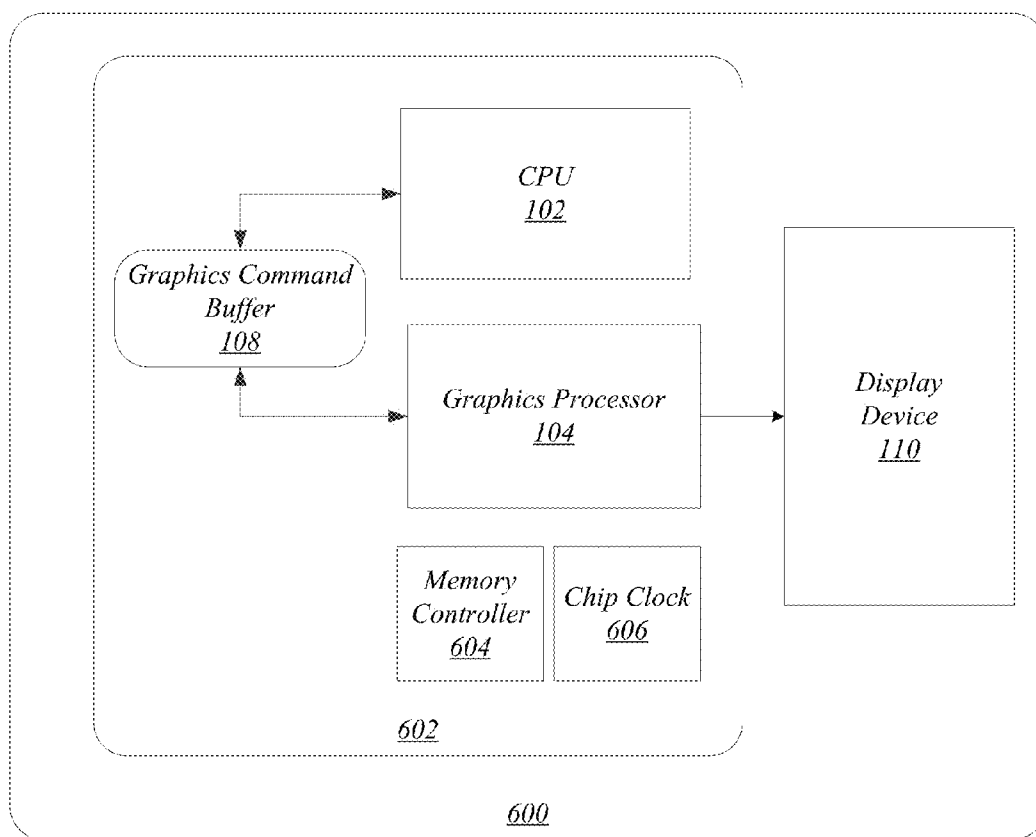 CPU
102
Graphics Command
Buffer
108
Graphics Processor
104
Display
Device
110
Memory
Controller
604
Chip Clock
606
602
600